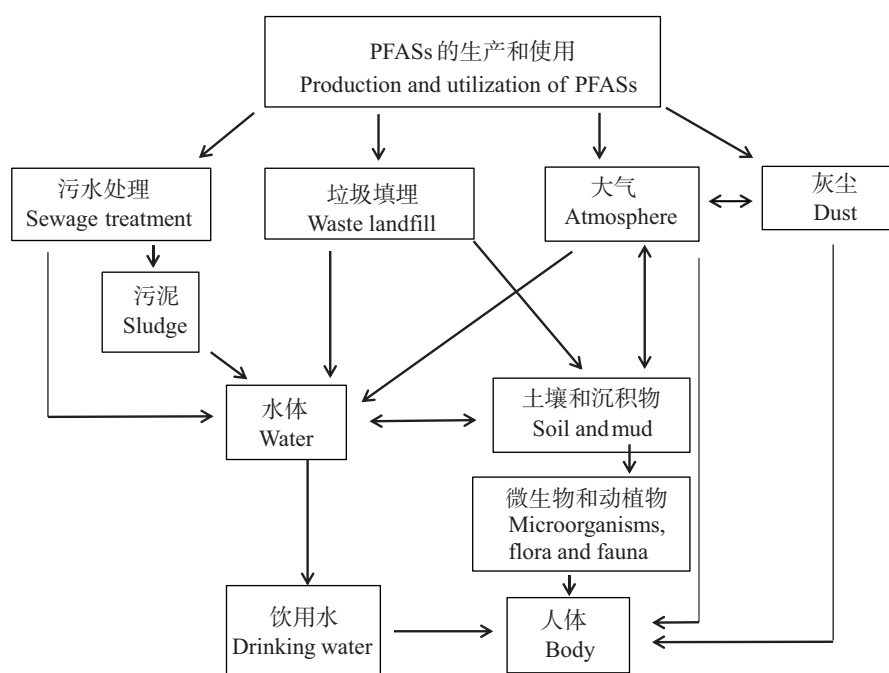 PFASs的生产和使用
Production and utilization of PFASs
污水处理
Sewage treatment
垃圾填埋
Waste landfill
大气
Atmosphere
灰尘
Dust
污泥
Sludge
水体
Water
土壤和沉积物
Soil and mud
微生物和动植物
Microorganisms,
flora and fauna
饮用水
Drinking water
人体
Body